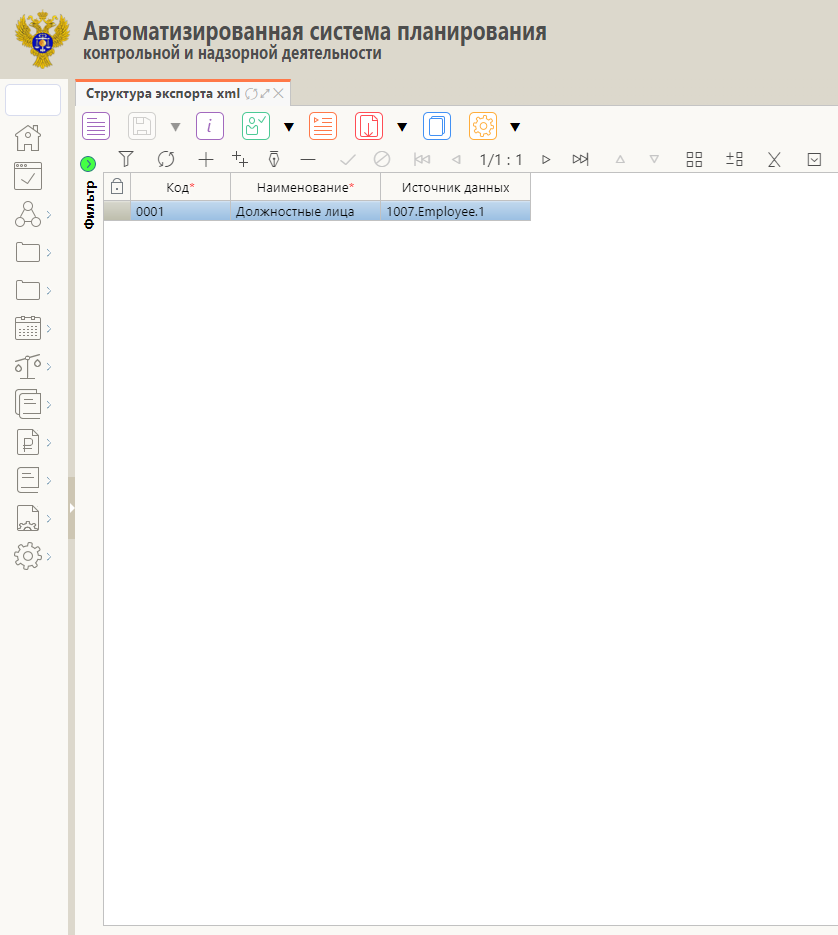 Автоматизированная система планирования
контрольной и надзорной деятельности
Структура экспорта xml
i
1/1 : 1
Фильтр
Код* Наименование* Источник данных
0001 Должностные лица 1007.Employee.1